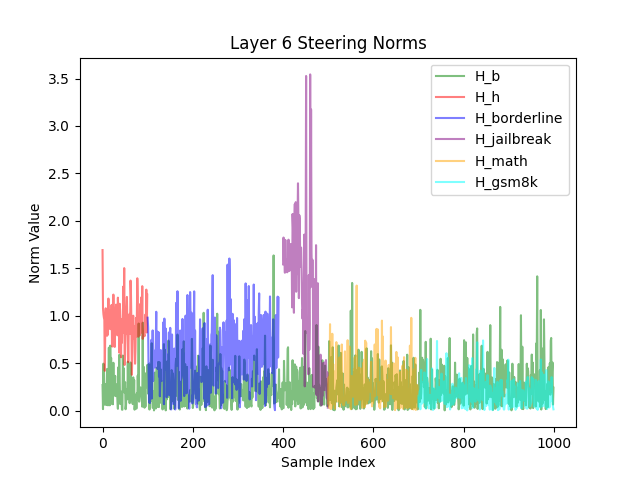 Layer 6 Steering Norms
Norm Value
3.5
3.0
2.5
2.0
1.5
1.0
0.5
0.0
0
200
400
600
800
1000
Sample Index
H_b
H_h
H_borderline
H_jailbreak
H_math
H_gsm8k